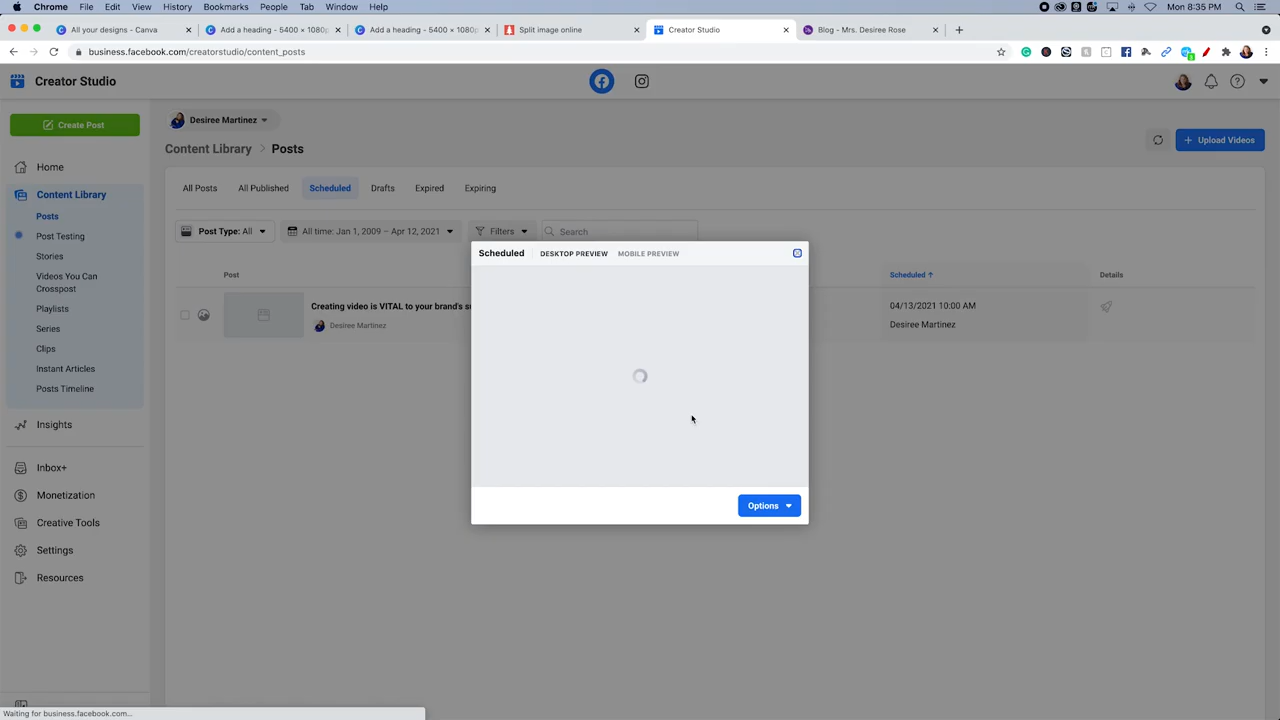 Chrome File Edit View History Bookmarks People Tab Window Help
Mon 8:35 PM
All your designs - Canva
Add a heading - 5400 × 1080p
Add a heading - 5400 × 1080p
Split image online
Creator Studio
Blog - Mrs. Desiree Rose
business.facebook.com/creatorstudio/content_posts
Creator Studio
Create Post
Desiree Martinez
Content Library > Posts
Upload Videos
Home
Content Library
Posts
Post Testing
Stories
Videos You Can
Crosspost
Playlists
Series
Clips
Instant Articles
Posts Timeline
Insights
Inbox+
Monetization
Creative Tools
Settings
Resources
All Posts
All Published
Scheduled
Drafts
Expired
Expiring
Post Type: All
All time: Jan 1, 2009 – Apr 12, 2021
Filters
Search
Post
Scheduled ↑
Details
Creating video is VITAL to your brand's su
Desiree Martinez
04/13/2021 10:00 AM
Desiree Martinez
Scheduled
DESKTOP PREVIEW
MOBILE PREVIEW
Options
Waiting for business.facebook.com...